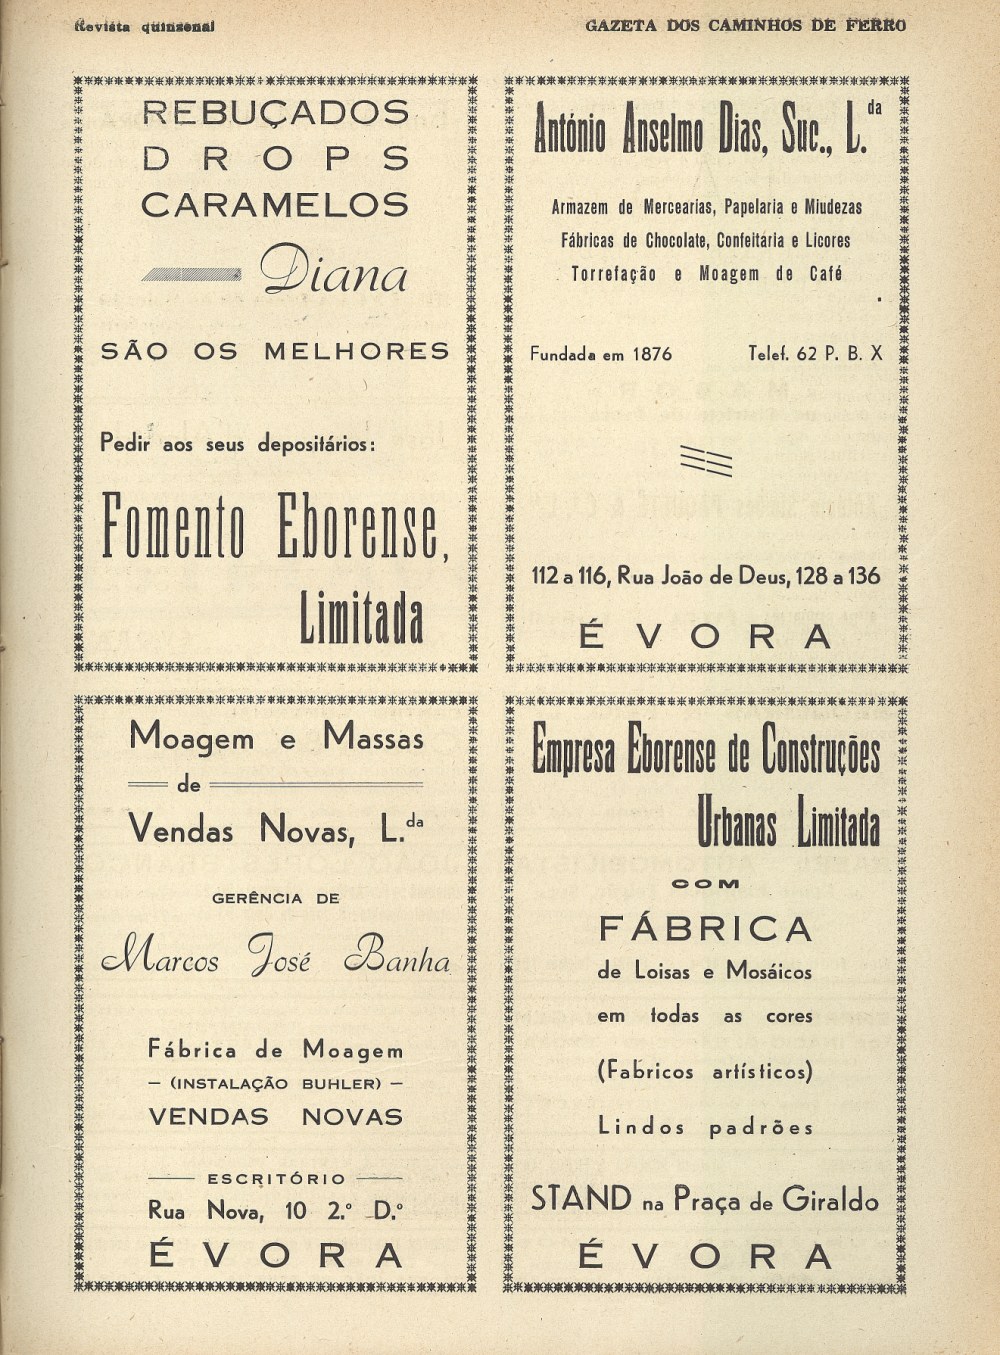 Revista quinzenal
GAZETA DOS CAMINHOS DE FERRO
REBUÇADOS
DROPS
CARAMELOS
Diana
SÃO OS MELHORES
Pedir aos seus depositários:
Fomento Eborense,
Limitada
António Anselmo Dias, Suc., L.da
Armazem de Mercearias, Papelaria e Miudezas
Fábricas de Chocolate, Confeitaria e Licores
Torrefação e Moagem de Café
Fundada em 1876 Telef. 62 P. B. X
112 a 116, Rua João de Deus, 128 a 136
ÉVORA
Moagem e Massas
de
Vendas Novas, L.da
GERÊNCIA DE
Marcos José Banha
Fábrica de Moagem
— (INSTALAÇÃO BUHLER) —
VENDAS NOVAS
ESCRITÓRIO
Rua Nova, 10 2.º D.º
ÉVORA
Empresa Eborense de Construções
Urbanas Limitada
COM
FÁBRICA
de Loisas e Mosáicos
em todas as cores
(Fabricos artísticos)
Lindos padrões
STAND na Praça de Giraldo
ÉVORA